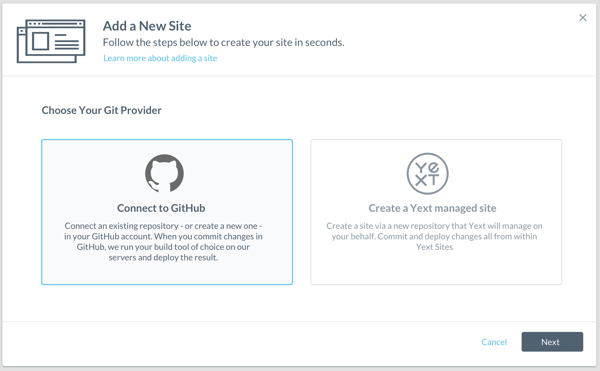 Add a New Site
Follow the steps below to create your site in seconds.
Learn more about adding a site
Choose Your Git Provider
Connect to GitHub
Connect an existing repository - or create a new one -
in your GitHub account. When you commit changes in
GitHub, we run your build tool of choice on our
servers and deploy the result.
YEXT
Create a Yext managed site
Create a site via a new repository that Yext will manage on
your behalf. Commit and deploy changes all from within
Yext Sites
Cancel
Next